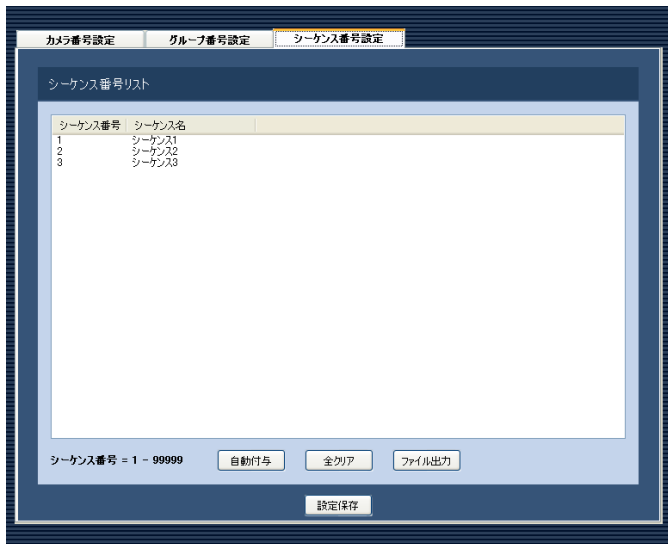 カメラ番号設定 グループ番号設定 シーケンス番号設定
シーケンス番号リスト
シーケンス番号 シーケンス名
1 シーケンス1
2 シーケンス2
3 シーケンス3
シーケンス番号 = 1 - 99999 自動付与 全クリア ファイル出力
設定保存